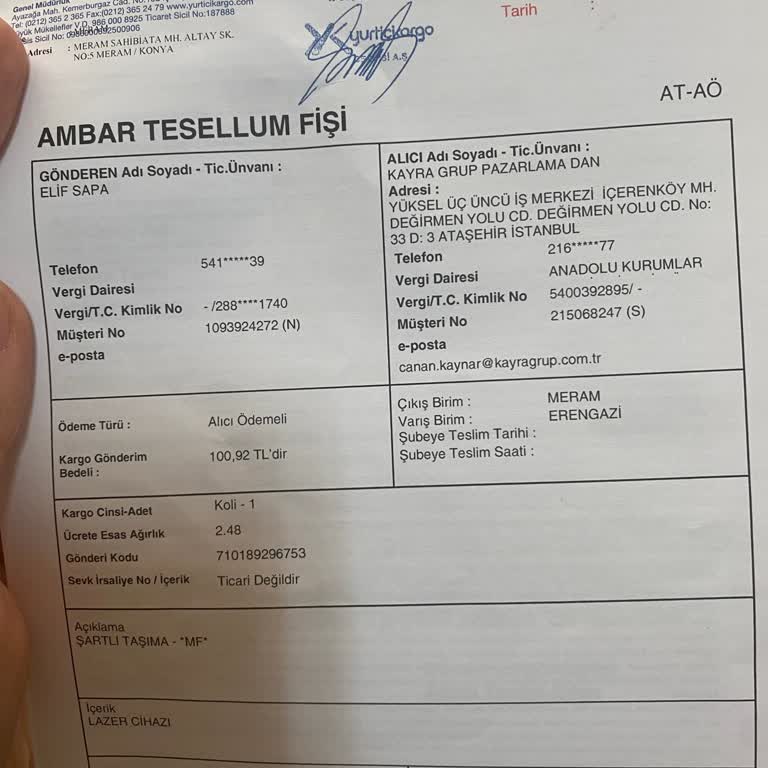 Genel Müdürlük
Ayazağa Mah. Kemerburgaz Cad. No:
Tel: (0212) 365 2 365 Fax:(0212) 365 24 79 www.yurticikargo.com
Büyük Mükellefler V.D. 986 000 8925 Ticaret Sicil No:187888
Sicil No:
Adresi : MERAM SAHİBİATA MH. ALTAY SK.
NO:5 MERAM / KONYA
yurtiçikargo
A.Ş.
Tarih :
AT-AÖ
AMBAR TESELLUM FİŞİ
GÖNDEREN Adı Soyadı - Tic.Ünvanı :
ELİF SAPA
Telefon 541*****39
Vergi Dairesi
Vergi/T.C. Kimlik No - /288****1740
Müşteri No 1093924272 (N)
e-posta
ALICI Adı Soyadı - Tic.Ünvanı :
KAYRA GRUP PAZARLAMA DAN
Adresi :
YÜKSEL ÜÇ ÜNCÜ İŞ MERKEZİ İÇERENKÖY MH.
DEĞİRMEN YOLU CD. DEĞİRMEN YOLU CD. No:
33 D: 3 ATAŞEHİR İSTANBUL
Telefon 216*****77
Vergi Dairesi ANADOLU KURUMLAR
Vergi/T.C. Kimlik No 5400392895/ -
Müşteri No 215068247 (S)
e-posta
canan.kaynar@kayragrup.com.tr
Ödeme Türü : Alıcı Ödemeli
Kargo Gönderim 100,92 TL'dir
Bedeli :
Çıkış Birim : MERAM
Varış Birim : ERENGAZİ
Şubeye Teslim Tarihi :
Şubeye Teslim Saati :
Kargo Cinsi-Adet Koli - 1
Ücrete Esas Ağırlık 2.48
Gönderi Kodu 710189296753
Sevk İrsaliye No / İçerik Ticari Değildir
Açıklama
ŞARTLI TAŞIMA - *MF*
İçerik
LAZER CİHAZI